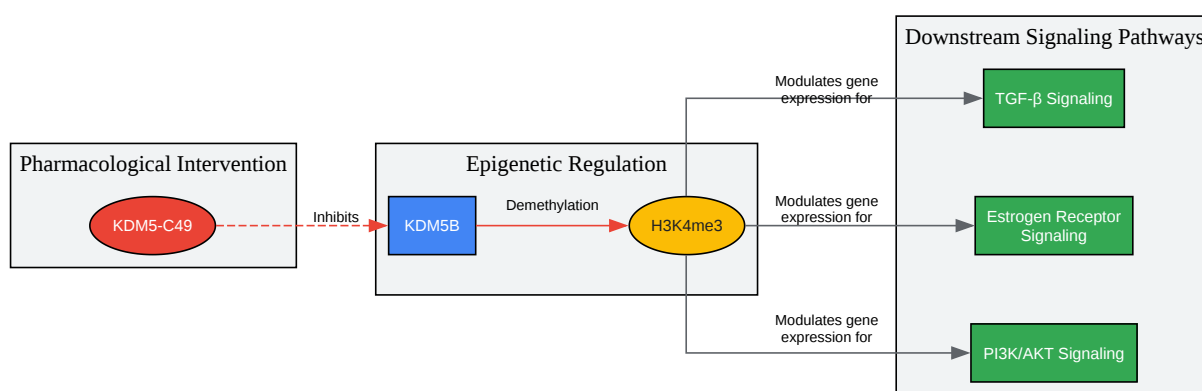 Downstream Signaling Pathways
Modulates gene
expression for
TGF-β Signaling
Pharmacological Intervention
Epigenetic Regulation
KDM5-C49
Inhibits
KDM5B
Demethylation
H3K4me3
Modulates gene
expression for
Estrogen Receptor
Signaling
Modulates gene
expression for
PI3K/AKT Signaling